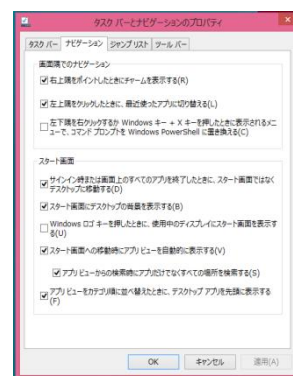 タスク バーとナビゲーションのプロパティ
タスク バー ナビゲーション ジャンプ リスト ツール バー
画面隅でのナビゲーション
右上隅をポイントしたときにチャームを表示する(R)
左上隅をクリックしたときに、最近使ったアプリに切り替える(L)
左下隅を右クリックするか Windows キー + X キーを押したときに表示されるメニ
ューで、コマンド プロンプトを Windows PowerShell に置き換える(C)
スタート画面
サインイン時または画面上のすべてのアプリを終了したときに、スタート画面ではなく
デスクトップに移動する(D)
スタート画面にデスクトップの背景を表示する(B)
Windows ロゴ キーを押したときに、使用中のディスプレイにスタート画面を表示す
る(U)
スタート画面への移動時にアプリ ビューを自動的に表示する(V)
アプリ ビューからの検索時にアプリだけでなくすべての場所を検索する(S)
アプリ ビューをカテゴリ順に並べ替えたときに、デスクトップ アプリを先頭に表示する
(F)
OK キャンセル 適用(A)